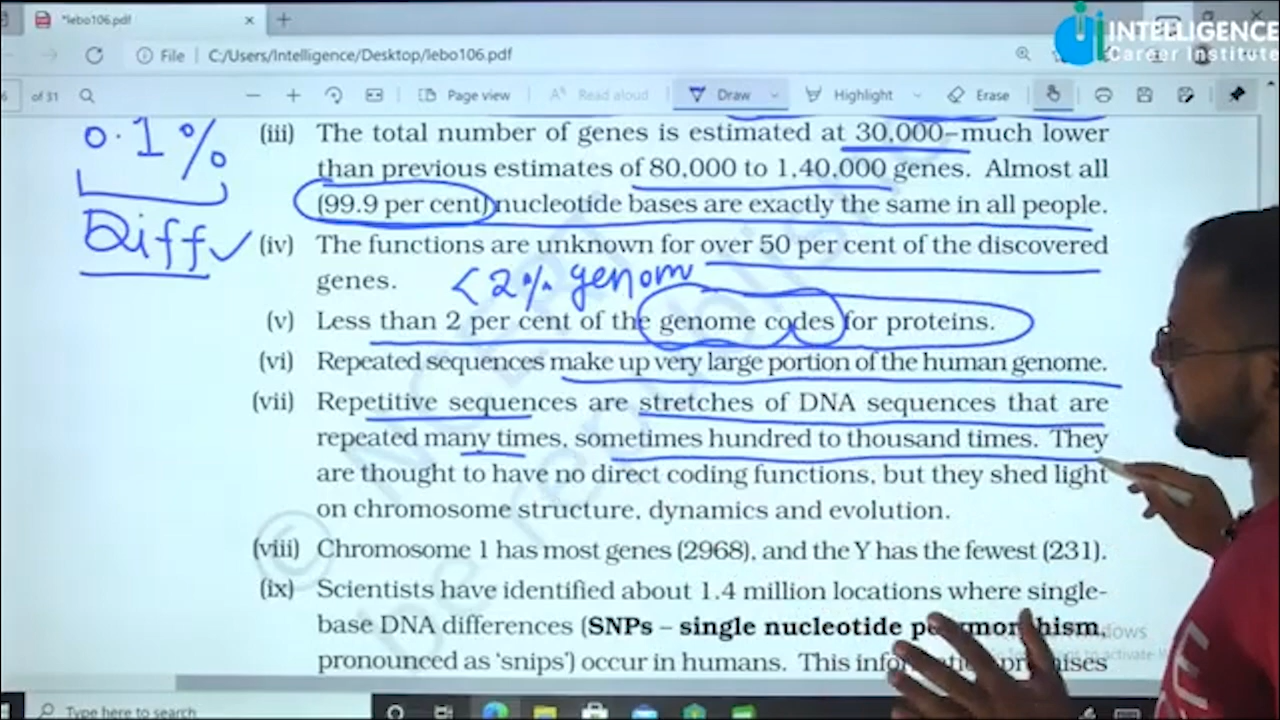 *lebo106.pdf
INTELLIGENCE
Career Institute
File | C:/Users/Intelligence/Desktop/lebo106.pdf
6 of 31 Page view Read aloud Draw Highlight Erase
0.1%
Diff
(iii) The total number of genes is estimated at 30,000–much lower
than previous estimates of 80,000 to 1,40,000 genes. Almost all
(99.9 per cent) nucleotide bases are exactly the same in all people.
(iv) The functions are unknown for over 50 per cent of the discovered
genes.
<2% genom
(v) Less than 2 per cent of the genome codes for proteins.
(vi) Repeated sequences make up very large portion of the human genome.
(vii) Repetitive sequences are stretches of DNA sequences that are
repeated many times, sometimes hundred to thousand times. They
are thought to have no direct coding functions, but they shed light
on chromosome structure, dynamics and evolution.
(viii) Chromosome 1 has most genes (2968), and the Y has the fewest (231).
(ix) Scientists have identified about 1.4 million locations where single-
base DNA differences (SNPs – single nucleotide polymorphism,
pronounced as 'snips') occur in humans. This information promises
Type here to search